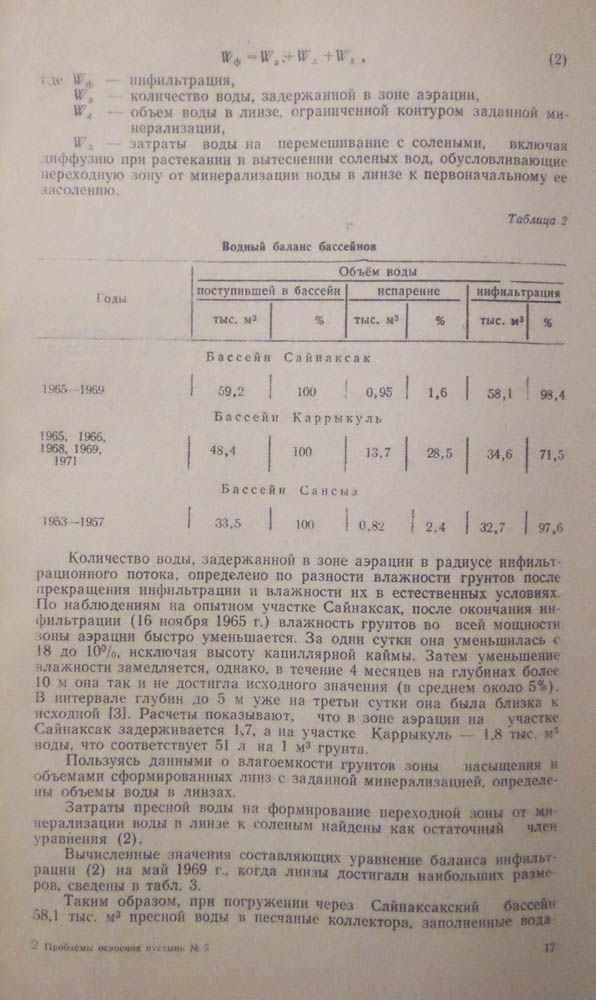 Wф = Wв + Wл + Wд , (2)
где Wф — инфильтрация,
Wв — количество воды, задержанной в зоне аэрации,
Wл — объем воды в линзе, ограниченной контуром заданной ми-
нерализации,
Wд — затраты воды на перемешивание с солеными, включая
диффузию при растекании и вытеснении соленых вод, обусловливающие
переходную зону от минерализации воды в линзе к первоначальному ее
засолению.
Таблица 2
Водный баланс бассейнов
Годы
Объём воды
поступившей в бассейн испарение инфильтрация
тыс. м³ % тыс. м³ % тыс. м³ %
Бассейн Сайнаксак
1965—1969 59,2 100 0,95 1,6 58,1 98,4
Бассейн Каррыкуль
1965, 1966,
1968, 1969,
1971
48,4 100 13,7 28,5 34,6 71,5
Бассейн Сансыз
1953—1957 33,5 100 0,82 2,4 32,7 97,6
Количество воды, задержанной в зоне аэрации в радиусе инфильт-
рационного потока, определено по разности влажности грунтов после
прекращения инфильтрации и влажности их в естественных условиях.
По наблюдениям на опытном участке Сайнаксак, после окончания ин-
фильтрации (16 ноября 1965 г.) влажность грунтов во всей мощности
зоны аэрации быстро уменьшается. За одни сутки она уменьшилась с
18 до 10%, исключая высоту капиллярной каймы. Затем уменьшение
влажности замедляется, однако, в течение 4 месяцев на глубинах более
10 м она так и не достигла исходного значения (в среднем около 5%).
В интервале глубин до 5 м уже на третьи сутки она была близка к
исходной [3]. Расчеты показывают, что в зоне аэрации на участке
Сайнаксак задерживается 1,7, а на участке Каррыкуль — 1,8 тыс. м³
воды, что соответствует 51 л на 1 м³ грунта.
Пользуясь данными о влагоемкости грунтов зоны насыщения и
объемами сформированных линз с заданной минерализацией, определе-
ны объемы воды в линзах.
Затраты пресной воды на формирование переходной зоны от ми-
нерализации воды в линзе к соленым найдены как остаточный член
уравнения (2).
Вычисленные значения составляющих уравнение баланса инфильт-
рации (2) на май 1969 г., когда линзы достигали наибольших разме-
ров, сведены в табл. 3.
Таким образом, при погружении через Сайнаксакский бассейн
58,1 тыс. м³ пресной воды в песчаные коллектора, заполненные вода-
2 Проблемы освоения пустынь № 5 17